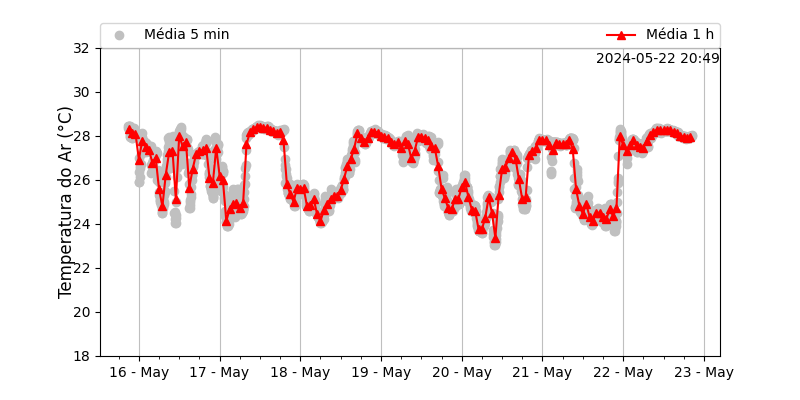 Média 5 min
Média 1 h
2024-05-22 20:49
Temperatura do Ar (°C)
32
30
28
26
24
22
20
18
16 - May
17 - May
18 - May
19 - May
20 - May
21 - May
22 - May
23 - May